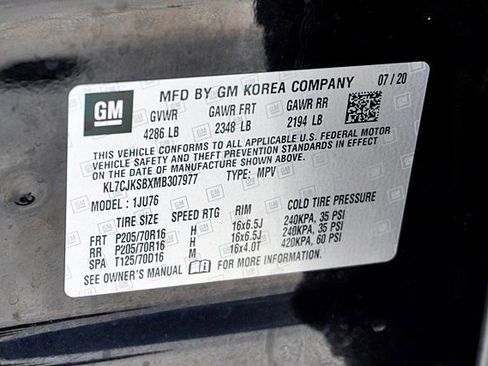 GM
MFD BY GM KOREA COMPANY 07/20
GVWR GAWR FRT GAWR RR
4286 LB 2348 LB 2194 LB
THIS VEHICLE CONFORMS TO ALL APPLICABLE U.S. FEDERAL MOTOR
VEHICLE SAFETY AND THEFT PREVENTION STANDARDS IN EFFECT
ON THE DATE OF MANUFACTURE SHOWN ABOVE.
KL7CJKSBXMB307977 TYPE: MPV
MODEL : 1JU76
TIRE SIZE SPEED RTG RIM COLD TIRE PRESSURE
FRT P205/70R16 H 16x6.5J 240KPA, 35 PSI
RR P205/70R16 H 16x6.5J 240KPA, 35 PSI
SPA T125/70D16 M 16x4.0T 420KPA, 60 PSI
SEE OWNER'S MANUAL FOR MORE INFORMATION.